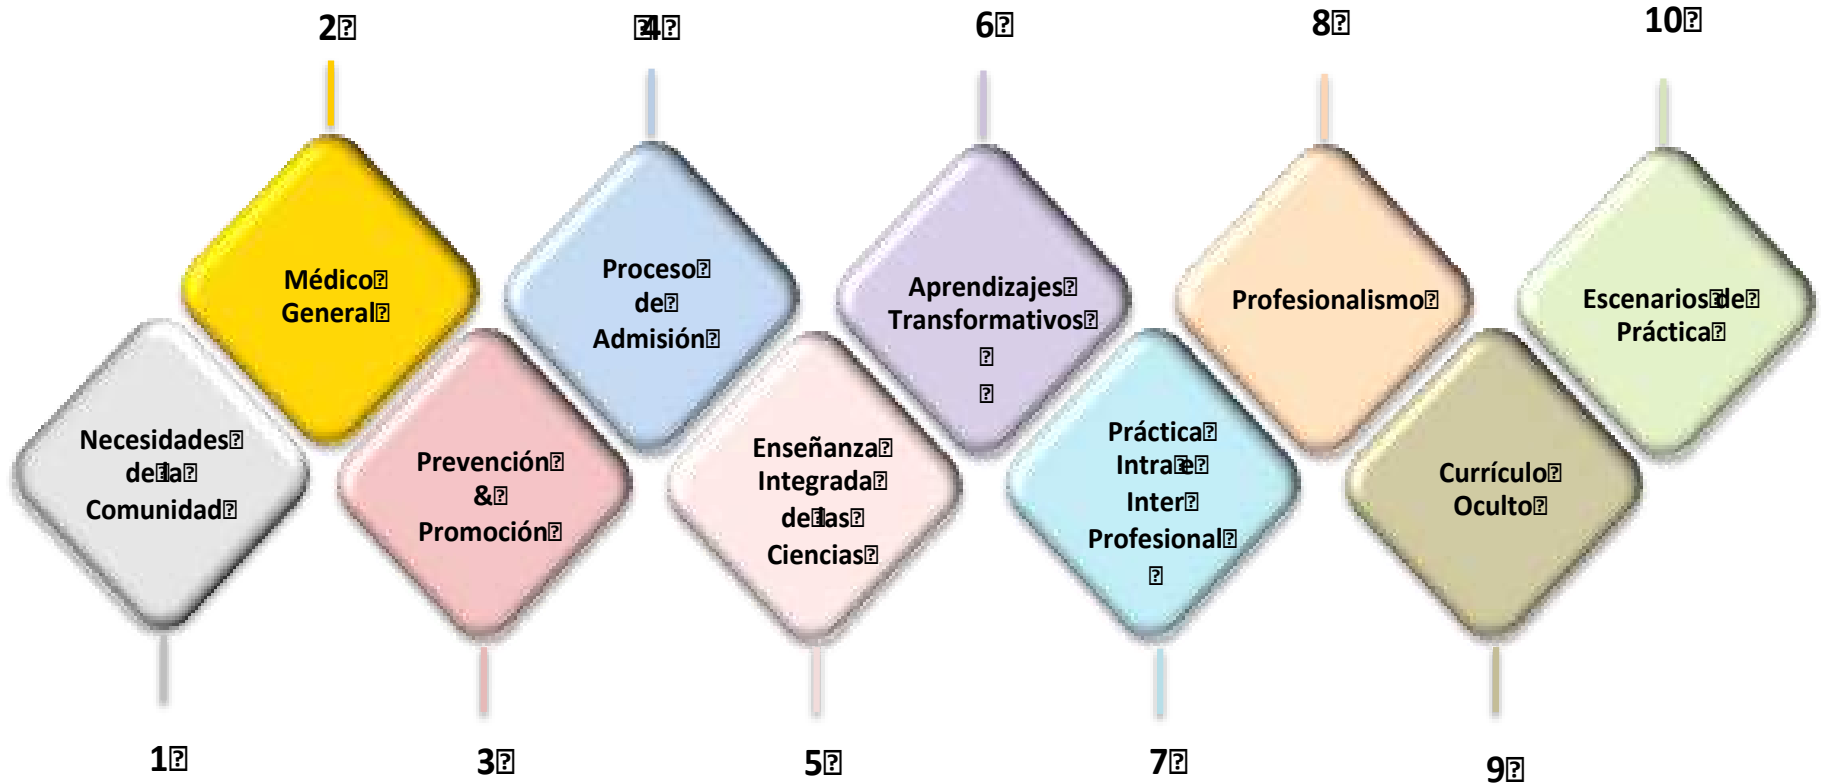 2
4
6
8
10
Médico
General
Proceso
de
Admisión
Aprendizajes
Transformativos
Profesionalismo
Escenarios de
Práctica
Necesidades
de la
Comunidad
Prevención
&
Promoción
Enseñanza
Integrada
de las
Ciencias
Práctica
Intra e
Inter
Profesional
Currículo
Oculto
1
3
5
7
9